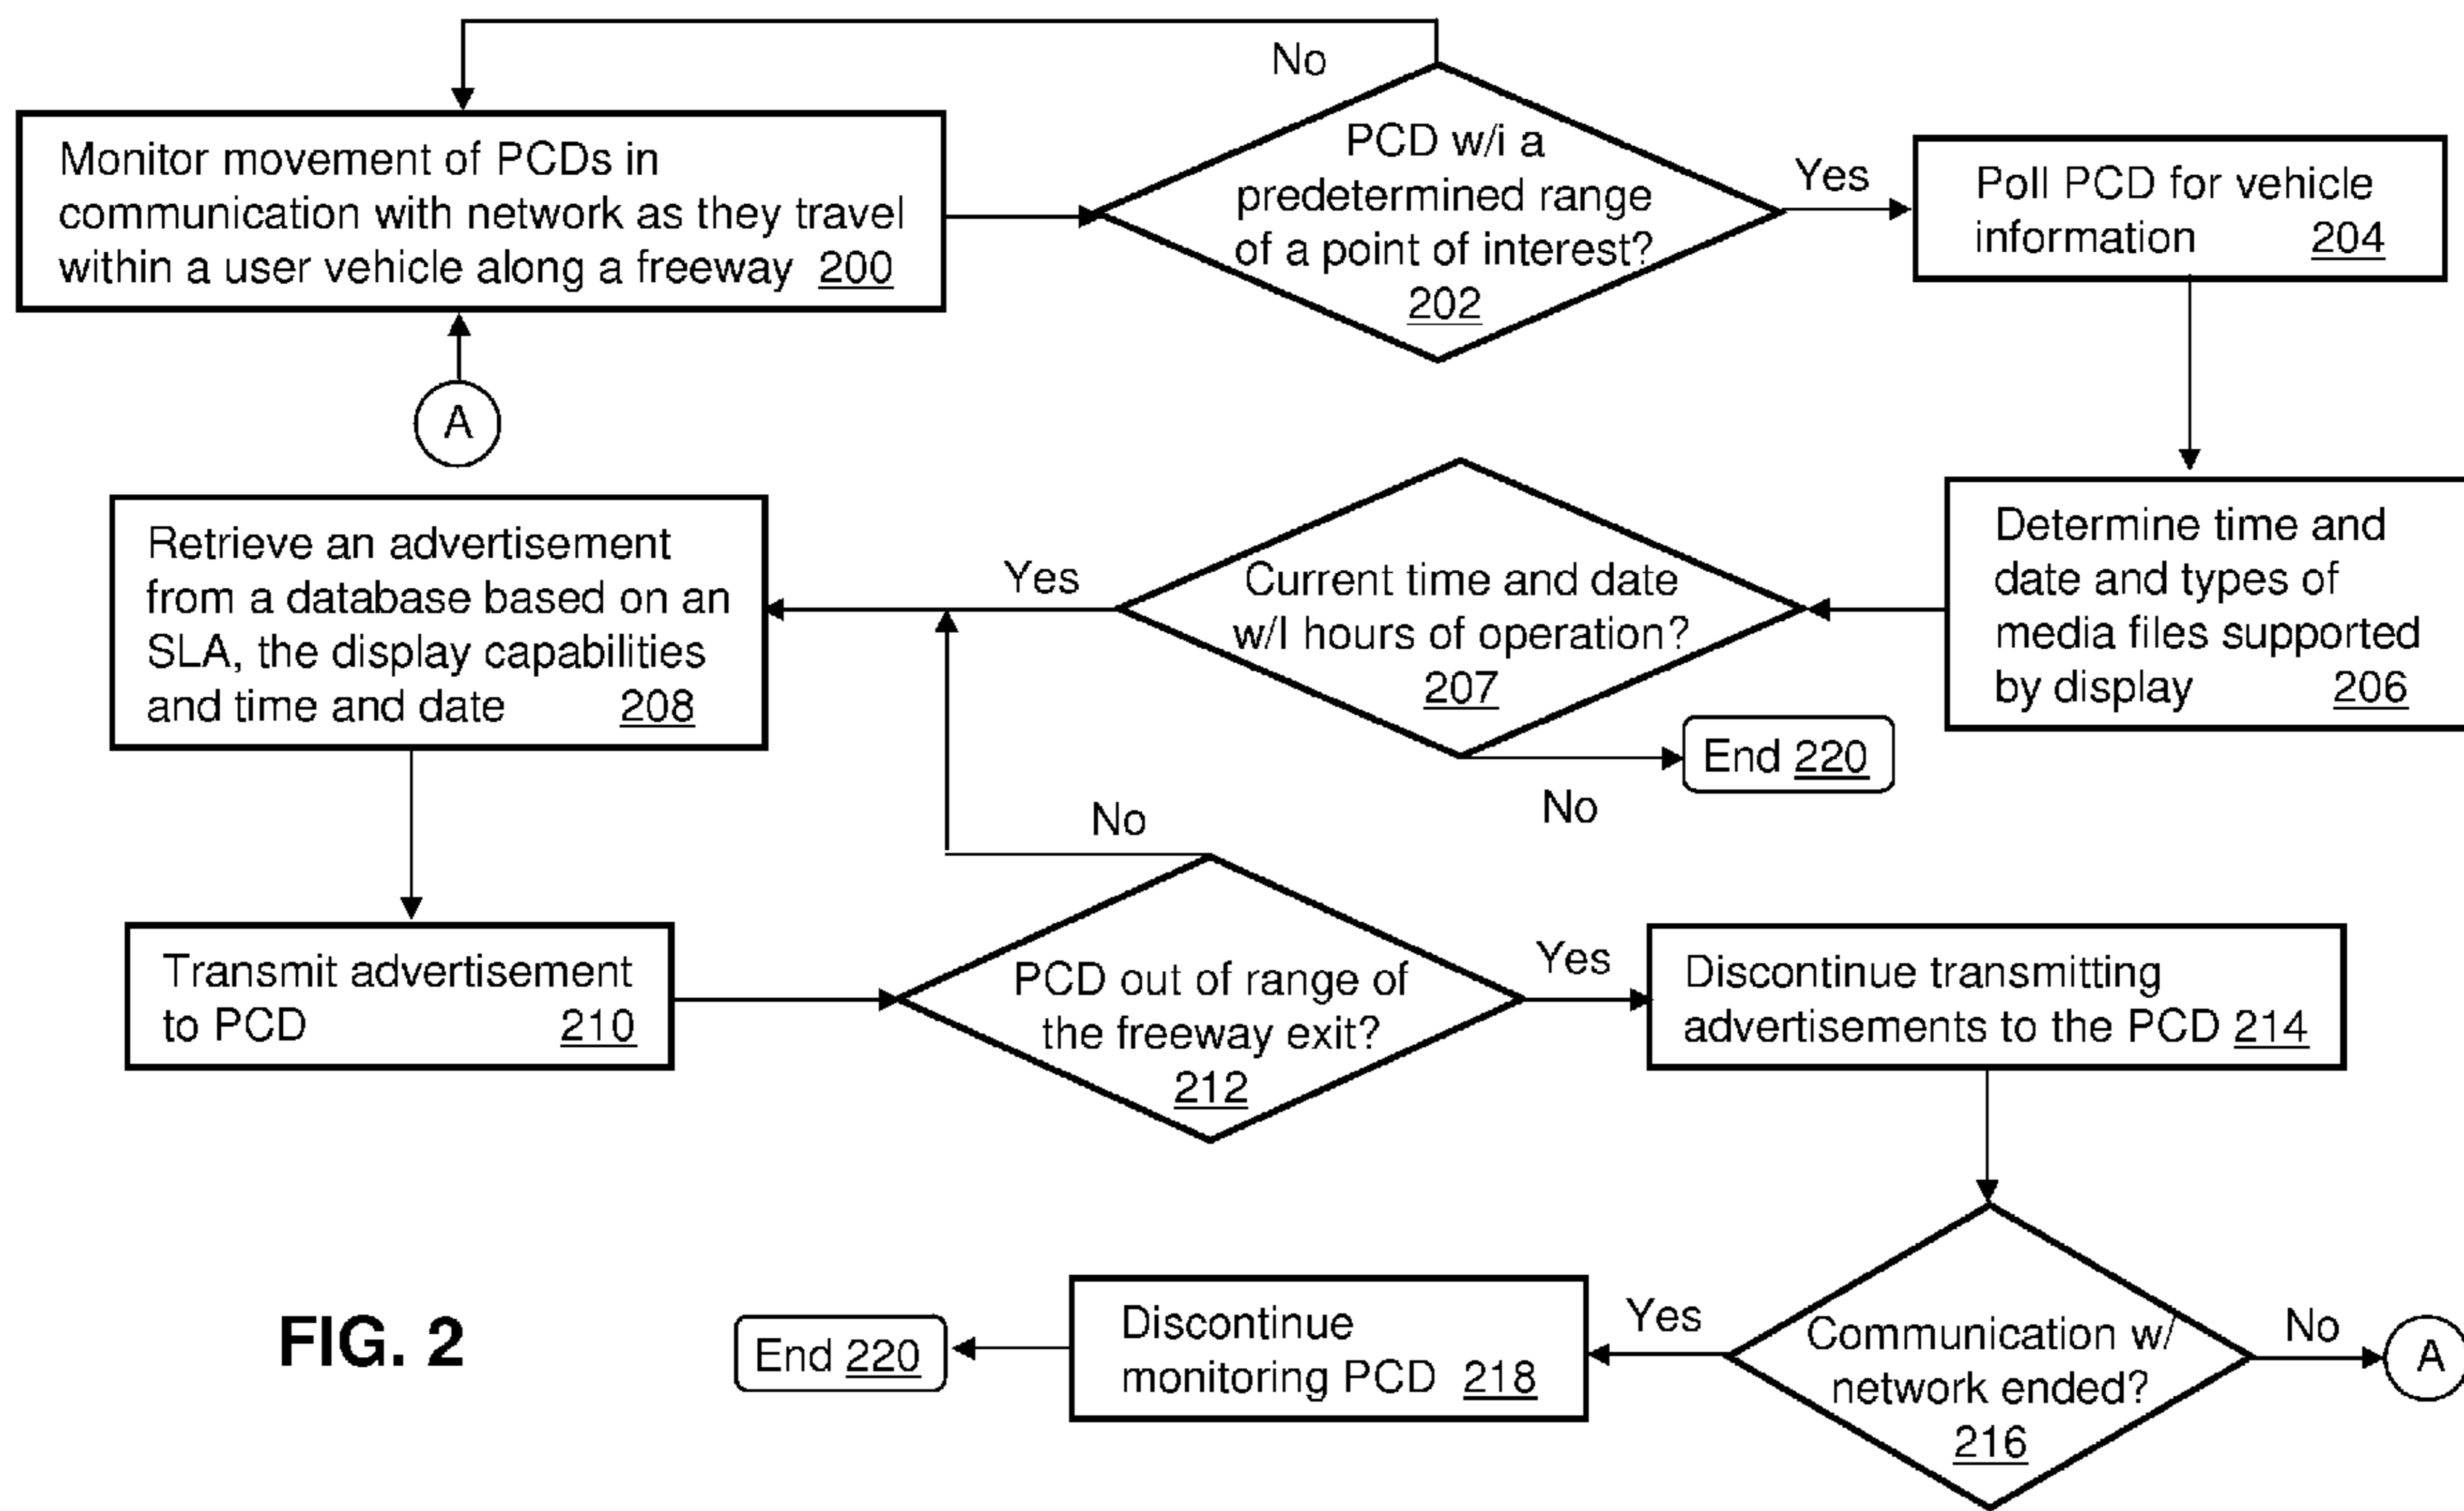 No
Monitor movement of PCDs in
communication with network as they travel
within a user vehicle along a freeway 200
PCD w/i a
predetermined range
of a point of interest?
202
Yes
Poll PCD for vehicle
information 204
A
Retrieve an advertisement
from a database based on an
SLA, the display capabilities
and time and date 208
Yes
Current time and date
w/I hours of operation?
207
Determine time and
date and types of
media files supported
by display 206
End 220
No
No
Transmit advertisement
to PCD 210
PCD out of range of
the freeway exit?
212
Yes
Discontinue transmitting
advertisements to the PCD 214
FIG. 2
End 220
Discontinue
monitoring PCD 218
Yes
Communication w/
network ended?
216
No
A